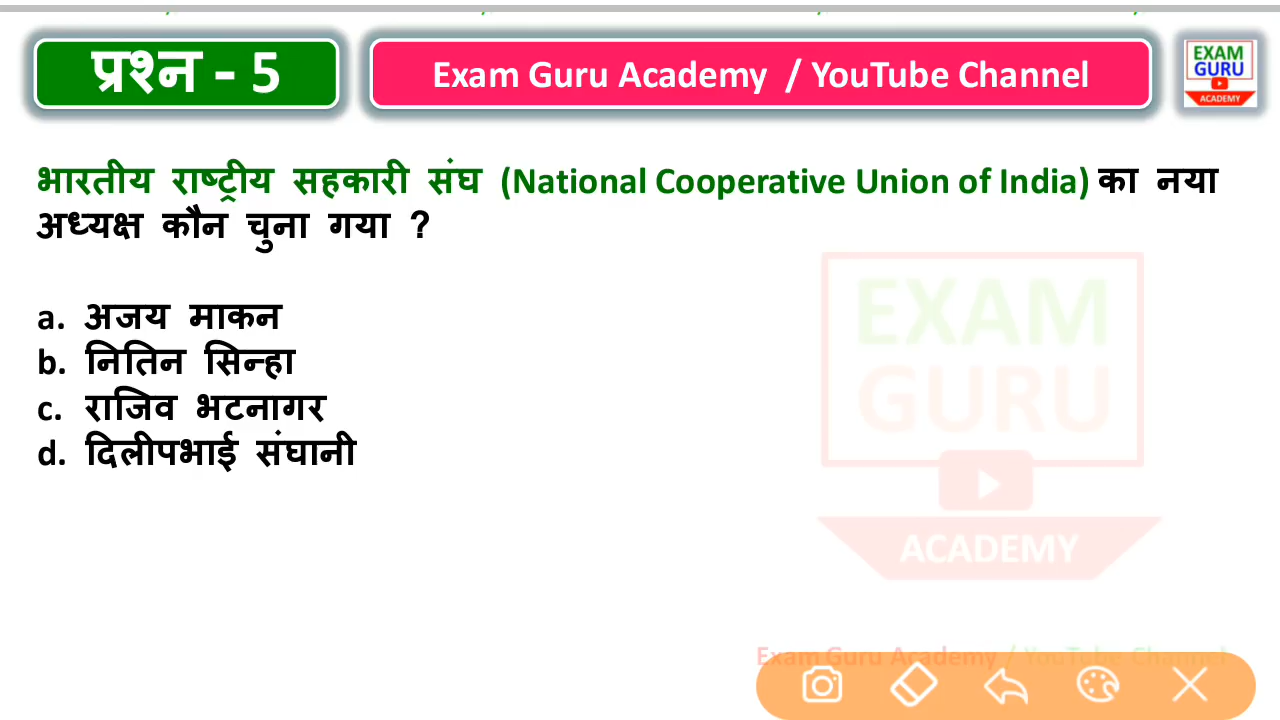 प्रश्न - 5
Exam Guru Academy / YouTube Channel
EXAM
GURU
ACADEMY
भारतीय राष्ट्रीय सहकारी संघ (National Cooperative Union of India) का नया
अध्यक्ष कौन चुना गया ?
a. अजय माकन
b. नितिन सिन्हा
c. राजिव भटनागर
d. दिलीपभाई संघानी
EXAM
GURU
ACADEMY
Exam Guru Academy / YouTube Channel